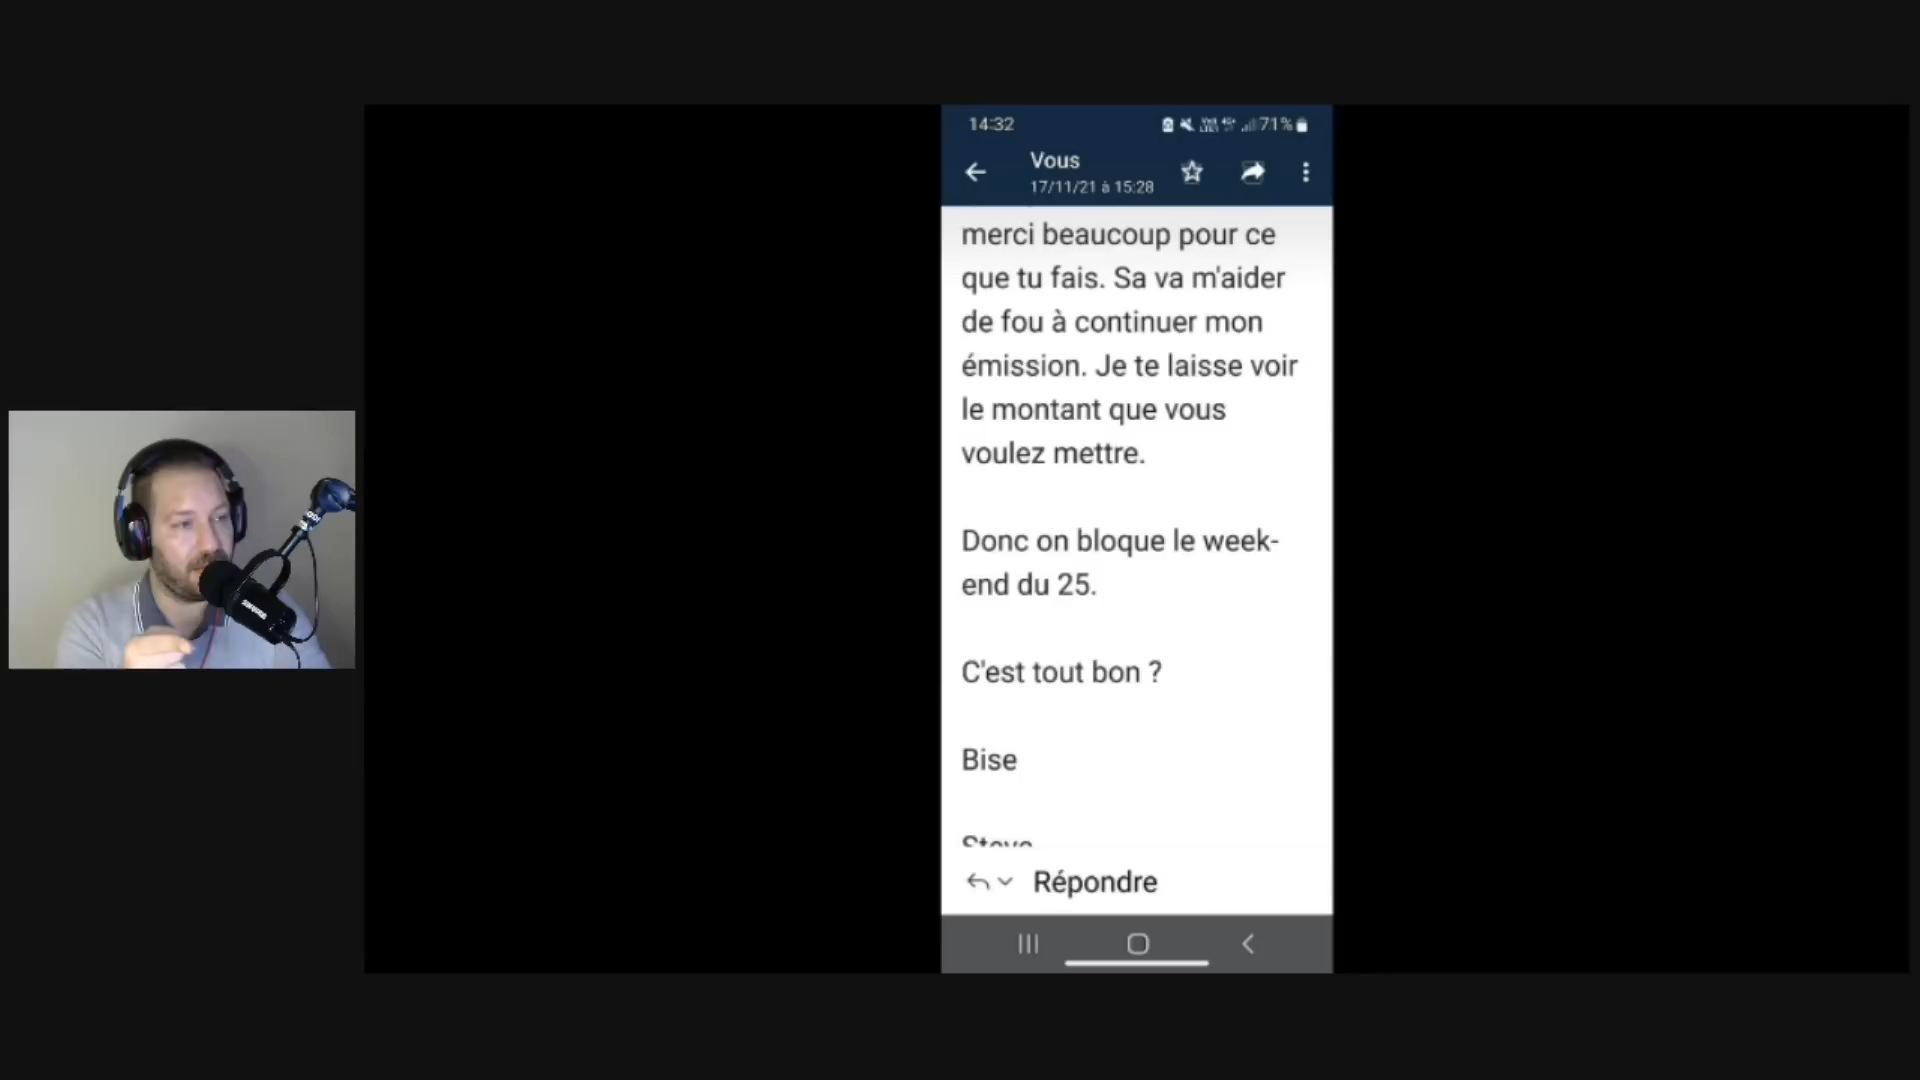 14:32
71%
Vous
17/11/21 à 15:28
merci beaucoup pour ce
que tu fais. Sa va m'aider
de fou à continuer mon
émission. Je te laisse voir
le montant que vous
voulez mettre.
Donc on bloque le week-
end du 25.
C'est tout bon ?
Bise
Répondre